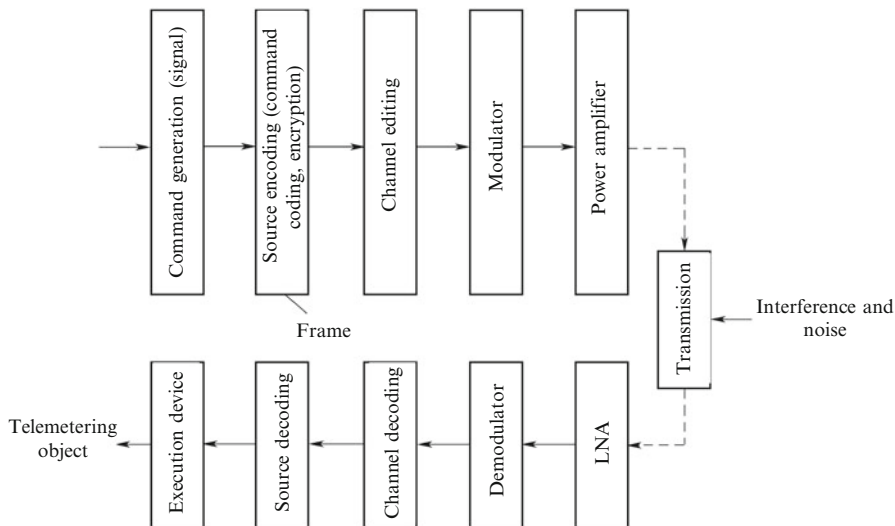 Command generation (signal)
Source encoding (command
coding, encryption)
Channel editing
Modulator
Power amplifier
Frame
Transmission
Interference and
noise
Telemetering
object
Execution device
Source decoding
Channel decoding
Demodulator
LNA